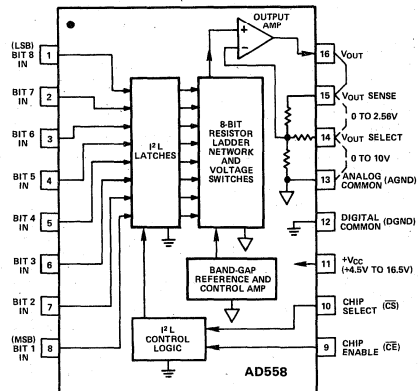 OUTPUT
AMP
+
−
(LSB)
BIT 8
IN
1
BIT 7
IN
2
BIT 6
IN
3
BIT 5
IN
4
BIT 4
IN
5
BIT 3
IN
6
BIT 2
IN
7
(MSB)
BIT 1
IN
8
I²L
LATCHES
8-BIT
RESISTOR
LADDER
NETWORK
AND
VOLTAGE
SWITCHES
BAND-GAP
REFERENCE AND
CONTROL AMP
I²L
CONTROL
LOGIC
AD558
16 VOUT
15 VOUT SENSE
0 TO 2.56V
14 VOUT SELECT
0 TO 10V
13 ANALOG
COMMON (AGND)
12 DIGITAL
COMMON (DGND)
11 +VCC
(+4.5V TO 16.5V)
10 CHIP
SELECT (C̅S̅)
9 CHIP
ENABLE (C̅E̅)